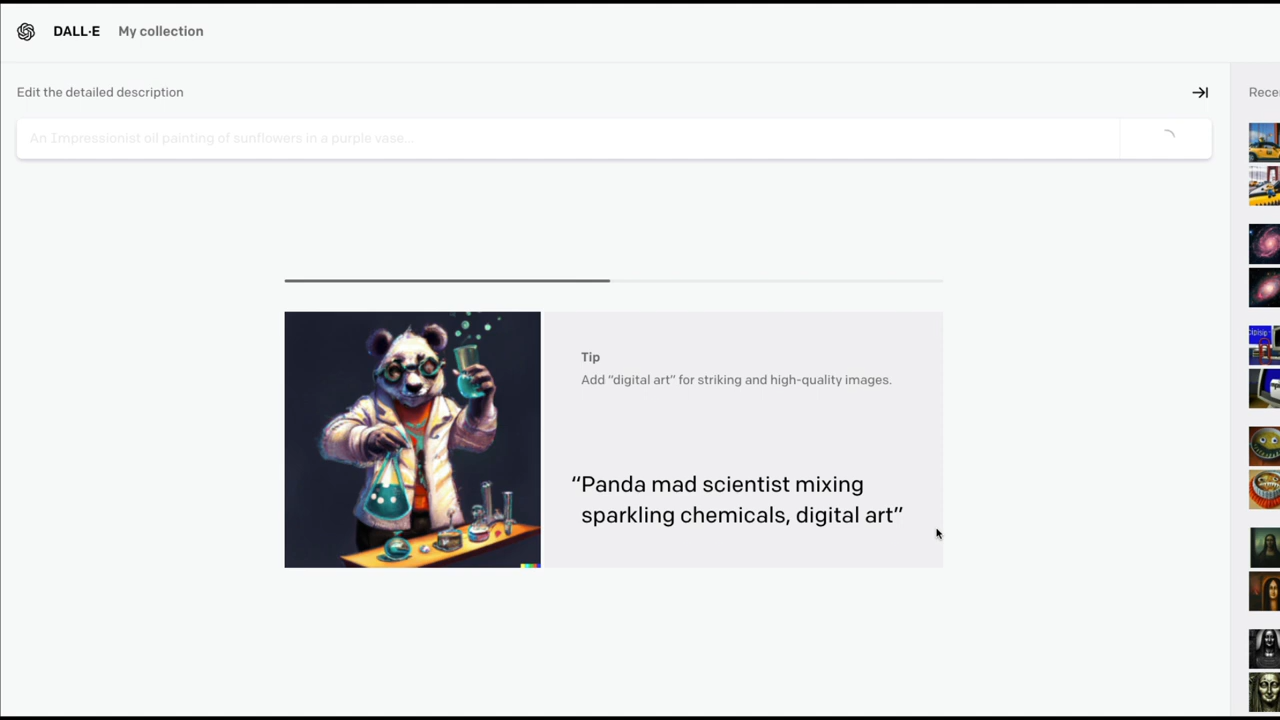 DALL·E My collection
Edit the detailed description
An Impressionist oil painting of sunflowers in a purple vase...
Tip
Add “digital art” for striking and high-quality images.
“Panda mad scientist mixing
sparkling chemicals, digital art”